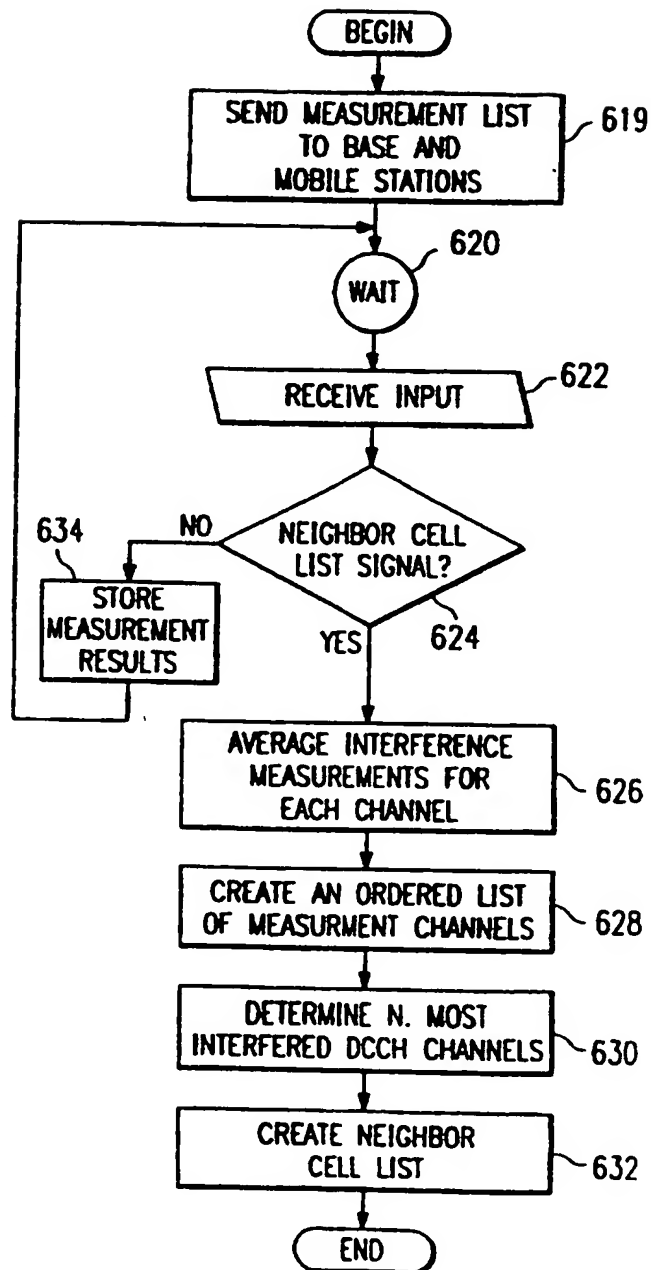 BEGIN
SEND MEASUREMENT LIST
TO BASE AND
MOBILE STATIONS
619
620
WAIT
RECEIVE INPUT
622
NEIGHBOR CELL
LIST SIGNAL?
624
NO
634
STORE
MEASUREMENT
RESULTS
YES
AVERAGE INTERFERENCE
MEASUREMENTS FOR
EACH CHANNEL
626
CREATE AN ORDERED LIST
OF MEASURMENT CHANNELS
628
DETERMINE N. MOST
INTERFERED DCCH CHANNELS
630
CREATE NEIGHBOR
CELL LIST
632
END